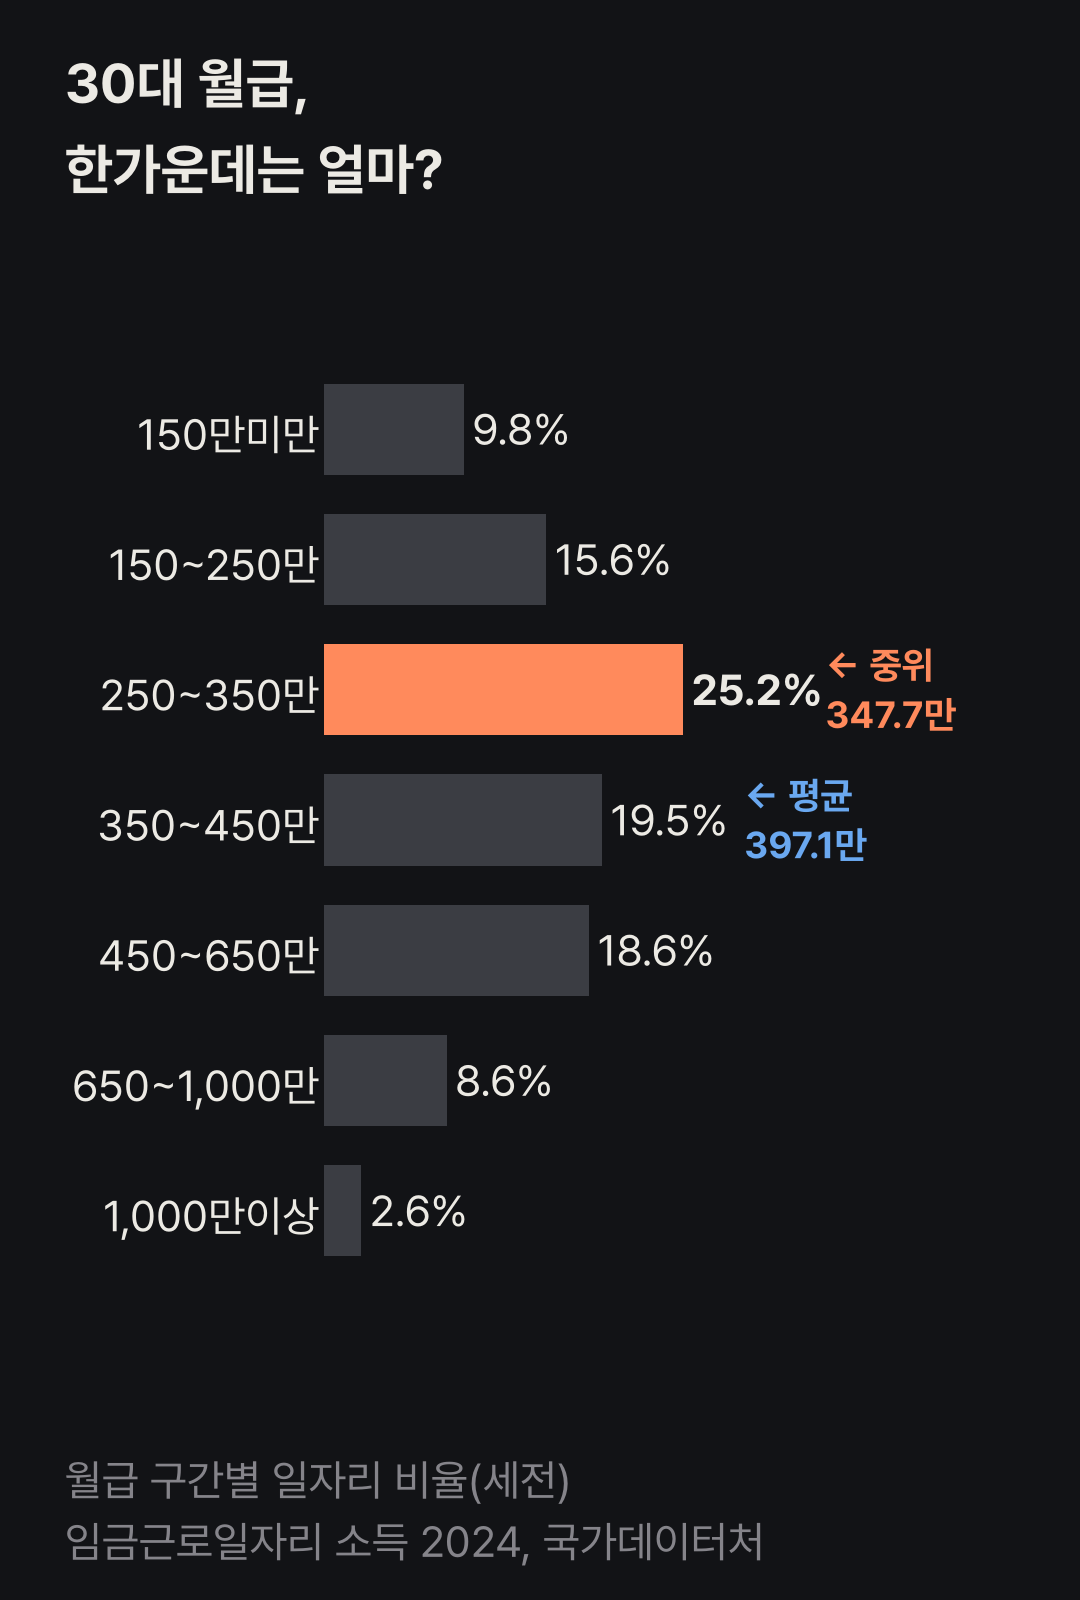 30대 월급,
한가운데는 얼마?
150만미만 9.8%
150~250만 15.6%
250~350만 25.2% ← 중위
347.7만
350~450만 19.5% ← 평균
397.1만
450~650만 18.6%
650~1,000만 8.6%
1,000만이상 2.6%
월급 구간별 일자리 비율(세전)
임금근로일자리 소득 2024, 국가데이터처